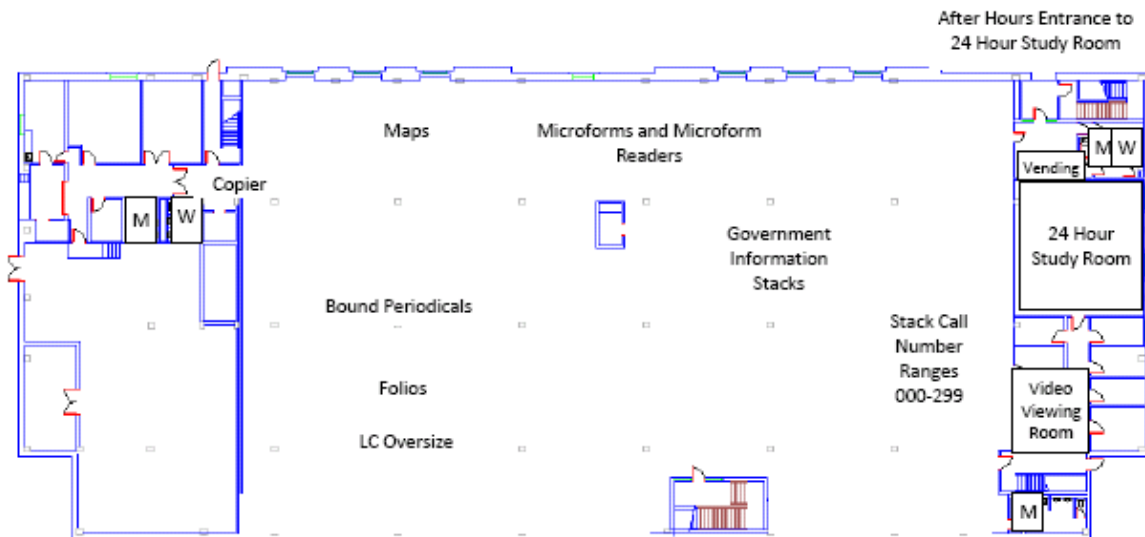 After Hours Entrance to
24 Hour Study Room
Maps
Microforms and Microform
Readers
M
W
Vending
Copier
M
W
Government
Information
Stacks
24 Hour
Study Room
Bound Periodicals
Stack Call
Number
Ranges
000-299
Folios
Video
Viewing
Room
LC Oversize
M